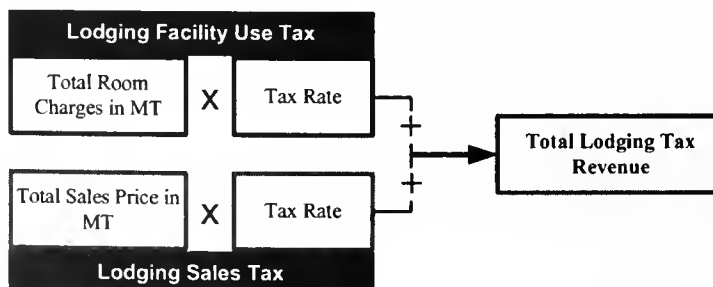 Lodging Facility Use Tax
Total Room
Charges in MT
X
Tax Rate
+
Total Lodging Tax
Revenue
+
Total Sales Price in
MT
X
Tax Rate
Lodging Sales Tax